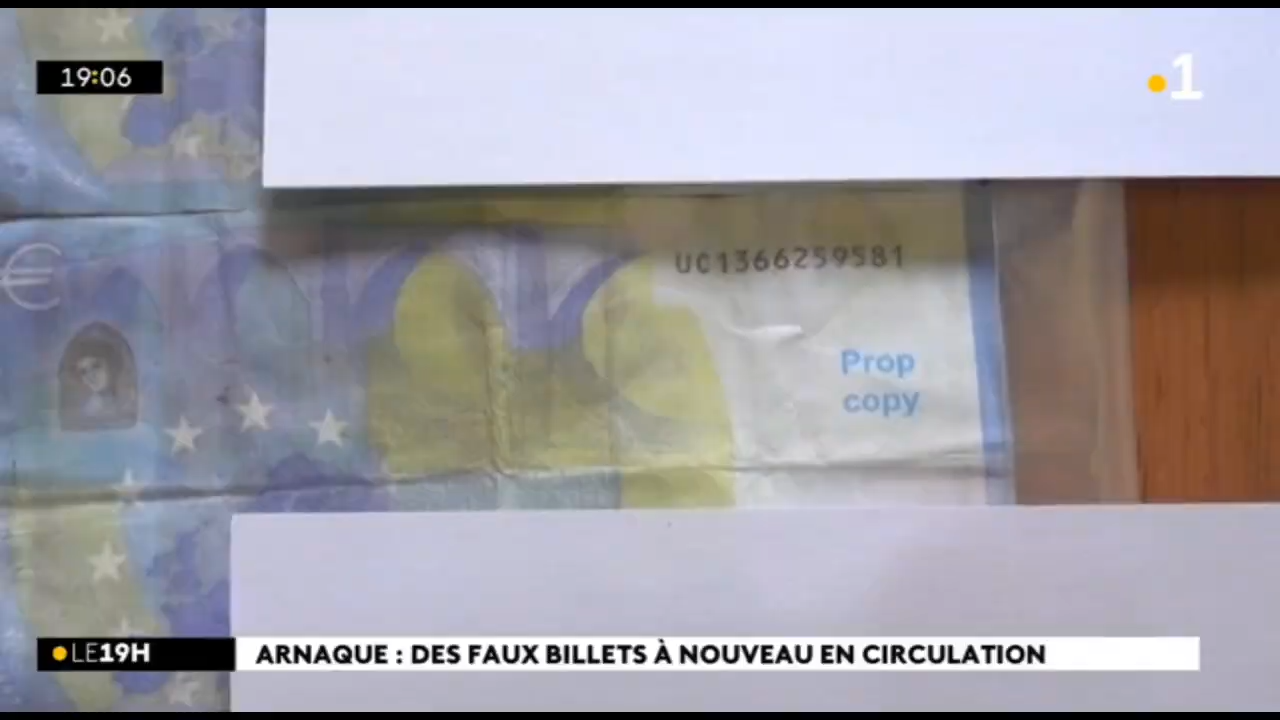 19:06
1
€
UC1366259581
Prop
copy
LE19H
ARNAQUE : DES FAUX BILLETS À NOUVEAU EN CIRCULATION